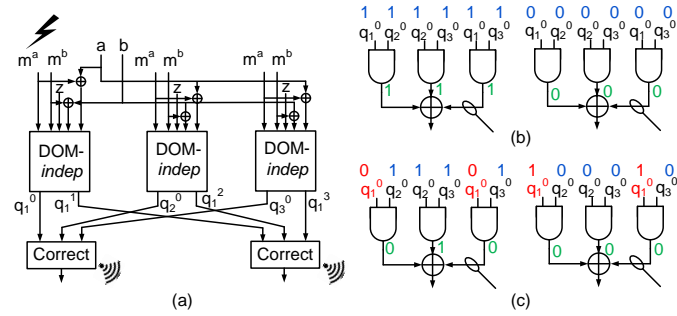 a b
m^a m^b m^a m^b m^a m^b
z z z
DOM-
indep
DOM-
indep
DOM-
indep
q_1^0 q_1^1 q_2^0 q_1^2 q_3^0 q_1^3
Correct Correct
(a)
1 1 1 1 1 1
q_1^0 q_2^0 q_2^0 q_3^0 q_1^0 q_3^0
1 1 1
0 0 0 0 0 0
q_1^0 q_2^0 q_2^0 q_3^0 q_1^0 q_3^0
0 0 0
(b)
0 1 1 1 0 1
q_1^0 q_2^0 q_2^0 q_3^0 q_1^0 q_3^0
0 1 0
1 0 0 0 1 0
q_1^0 q_2^0 q_2^0 q_3^0 q_1^0 q_3^0
0 0 0
(c)